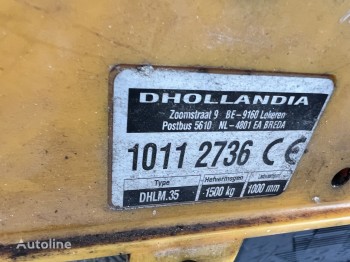 DHOLLANDIA
Zoomstraat 9 BE-9160 Lokeren
Postbus 5610 NL-4801 EA BREDA
1011 2736 CE
Type Hefvermogen
DHLM.35 1500 kg 1000 mm
Autoline